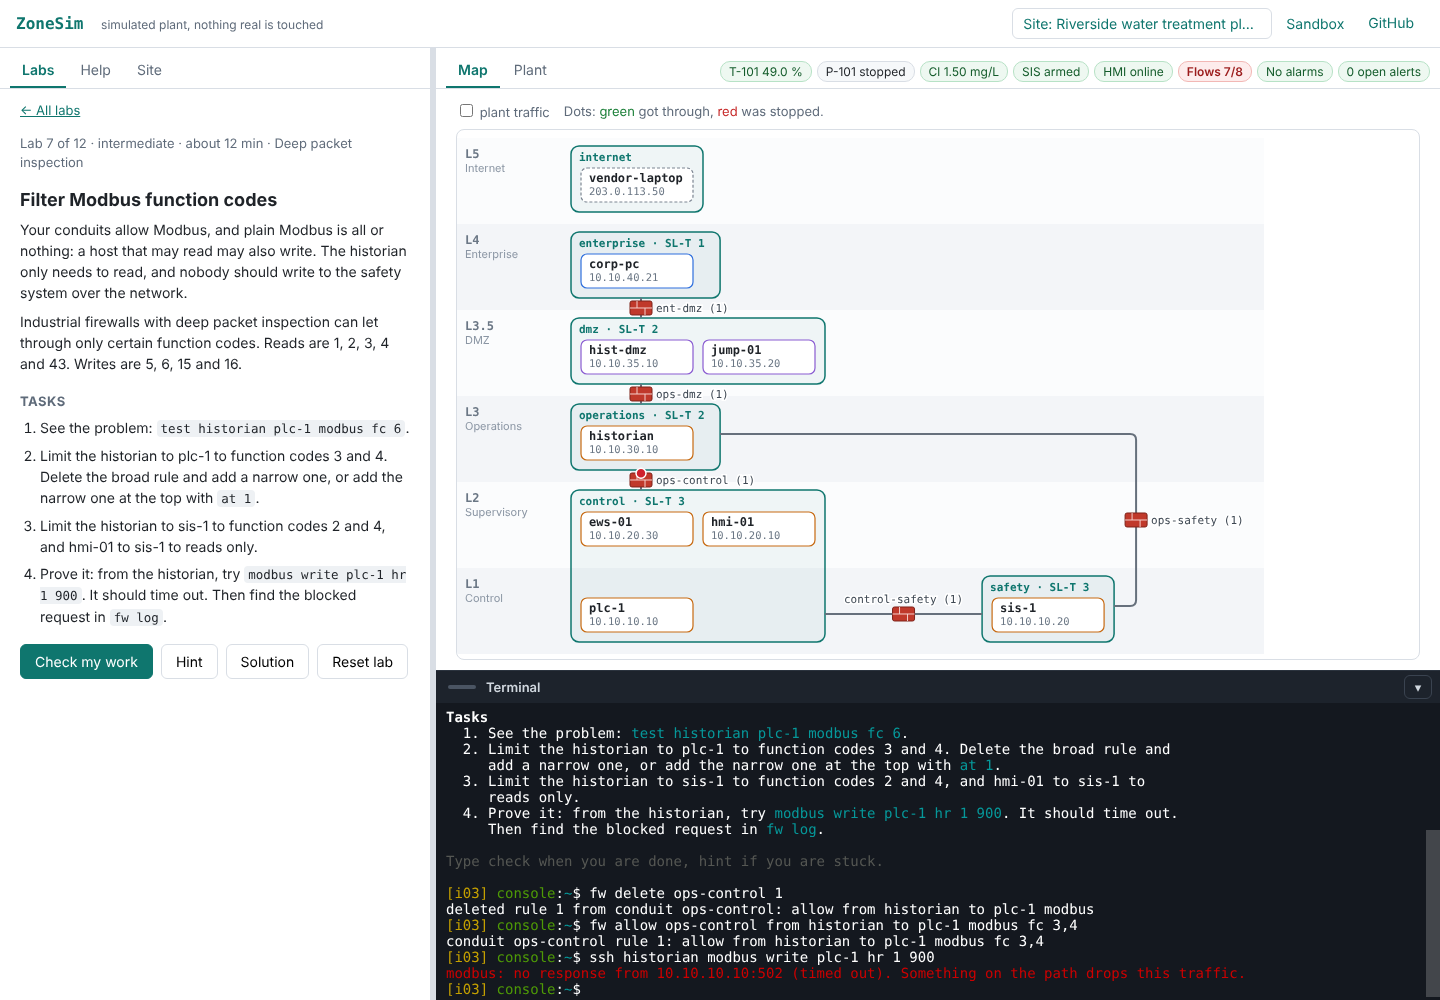 ZoneSim simulated plant, nothing real is touched
Site: Riverside water treatment pl... Sandbox GitHub
Labs Help Site
← All labs
Lab 7 of 12 · intermediate · about 12 min · Deep packet
inspection
Filter Modbus function codes
Your conduits allow Modbus, and plain Modbus is all or
nothing: a host that may read may also write. The historian
only needs to read, and nobody should write to the safety
system over the network.
Industrial firewalls with deep packet inspection can let
through only certain function codes. Reads are 1, 2, 3, 4
and 43. Writes are 5, 6, 15 and 16.
TASKS
1. See the problem: test historian plc-1 modbus fc 6.
2. Limit the historian to plc-1 to function codes 3 and 4.
Delete the broad rule and add a narrow one, or add the
narrow one at the top with at 1.
3. Limit the historian to sis-1 to function codes 2 and 4,
and hmi-01 to sis-1 to reads only.
4. Prove it: from the historian, try modbus write plc-1 hr
1 900. It should time out. Then find the blocked
request in fw log.
Check my work Hint Solution Reset lab
Map Plant
T-101 49.0 % P-101 stopped Cl 1.50 mg/L SIS armed HMI online Flows 7/8 No alarms 0 open alerts
plant traffic Dots: green got through, red was stopped.
L5
Internet
internet
vendor-laptop
203.0.113.50
L4
Enterprise
enterprise · SL-T 1
corp-pc
10.10.40.21
ent-dmz (1)
L3.5
DMZ
dmz · SL-T 2
hist-dmz
10.10.35.10
jump-01
10.10.35.20
ops-dmz (1)
L3
Operations
operations · SL-T 2
historian
10.10.30.10
ops-control (1)
L2
Supervisory
control · SL-T 3
ews-01
10.10.20.30
hmi-01
10.10.20.10
ops-safety (1)
L1
Control
plc-1
10.10.10.10
control-safety (1)
safety · SL-T 3
sis-1
10.10.10.20
Terminal
▾
Tasks
1. See the problem: test historian plc-1 modbus fc 6.
2. Limit the historian to plc-1 to function codes 3 and 4. Delete the broad rule and
add a narrow one, or add the narrow one at the top with at 1.
3. Limit the historian to sis-1 to function codes 2 and 4, and hmi-01 to sis-1 to
reads only.
4. Prove it: from the historian, try modbus write plc-1 hr 1 900. It should time out.
Then find the blocked request in fw log.
Type check when you are done, hint if you are stuck.
[i03] console:~$ fw delete ops-control 1
deleted rule 1 from conduit ops-control: allow from historian to plc-1 modbus
[i03] console:~$ fw allow ops-control from historian to plc-1 modbus fc 3,4
conduit ops-control rule 1: allow from historian to plc-1 modbus fc 3,4
[i03] console:~$ ssh historian modbus write plc-1 hr 1 900
modbus: no response from 10.10.10.10:502 (timed out). Something on the path drops this traffic.
[i03] console:~$